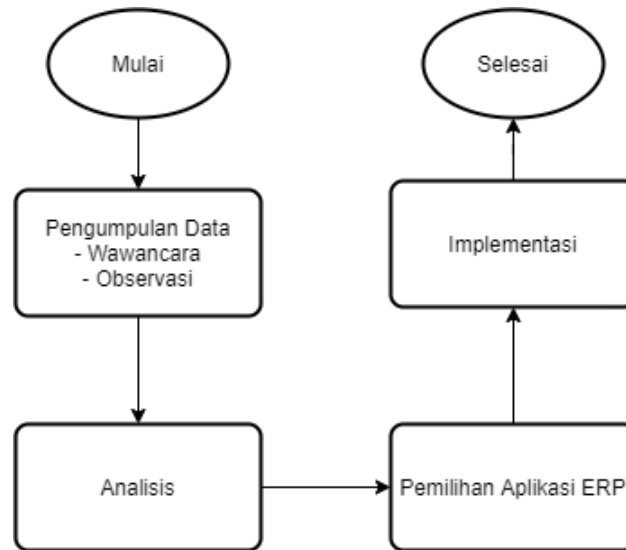 Mulai
Pengumpulan Data
- Wawancara
- Observasi
Analisis
Pemilihan Aplikasi ERP
Implementasi
Selesai